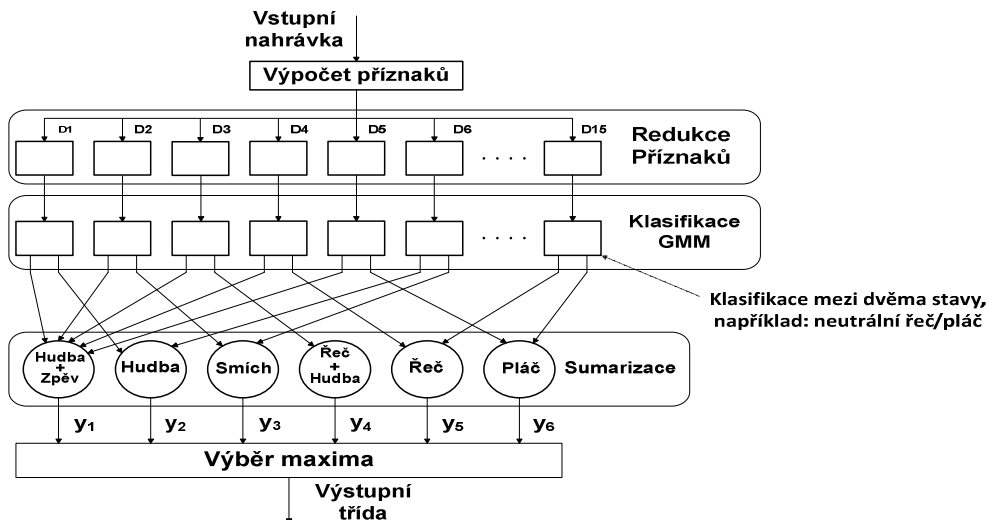 Vstupní
nahrávka
Výpočet příznaků
D1 D2 D3 D4 D5 D6 D15
Redukce
Příznaků
. . . .
Klasifikace
GMM
. . . .
Klasifikace mezi dvěma stavy,
například: neutrální řeč/pláč
Hudba
+
Zpěv
Hudba
Smích
Řeč
+
Hudba
Řeč
Pláč
Sumarizace
y1 y2 y3 y4 y5 y6
Výběr maxima
Výstupní
třída